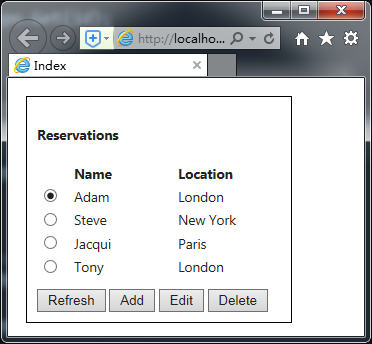 http://localho...
Index
Reservations
Name Location
Adam London
Steve New York
Jacqui Paris
Tony London
Refresh Add Edit Delete